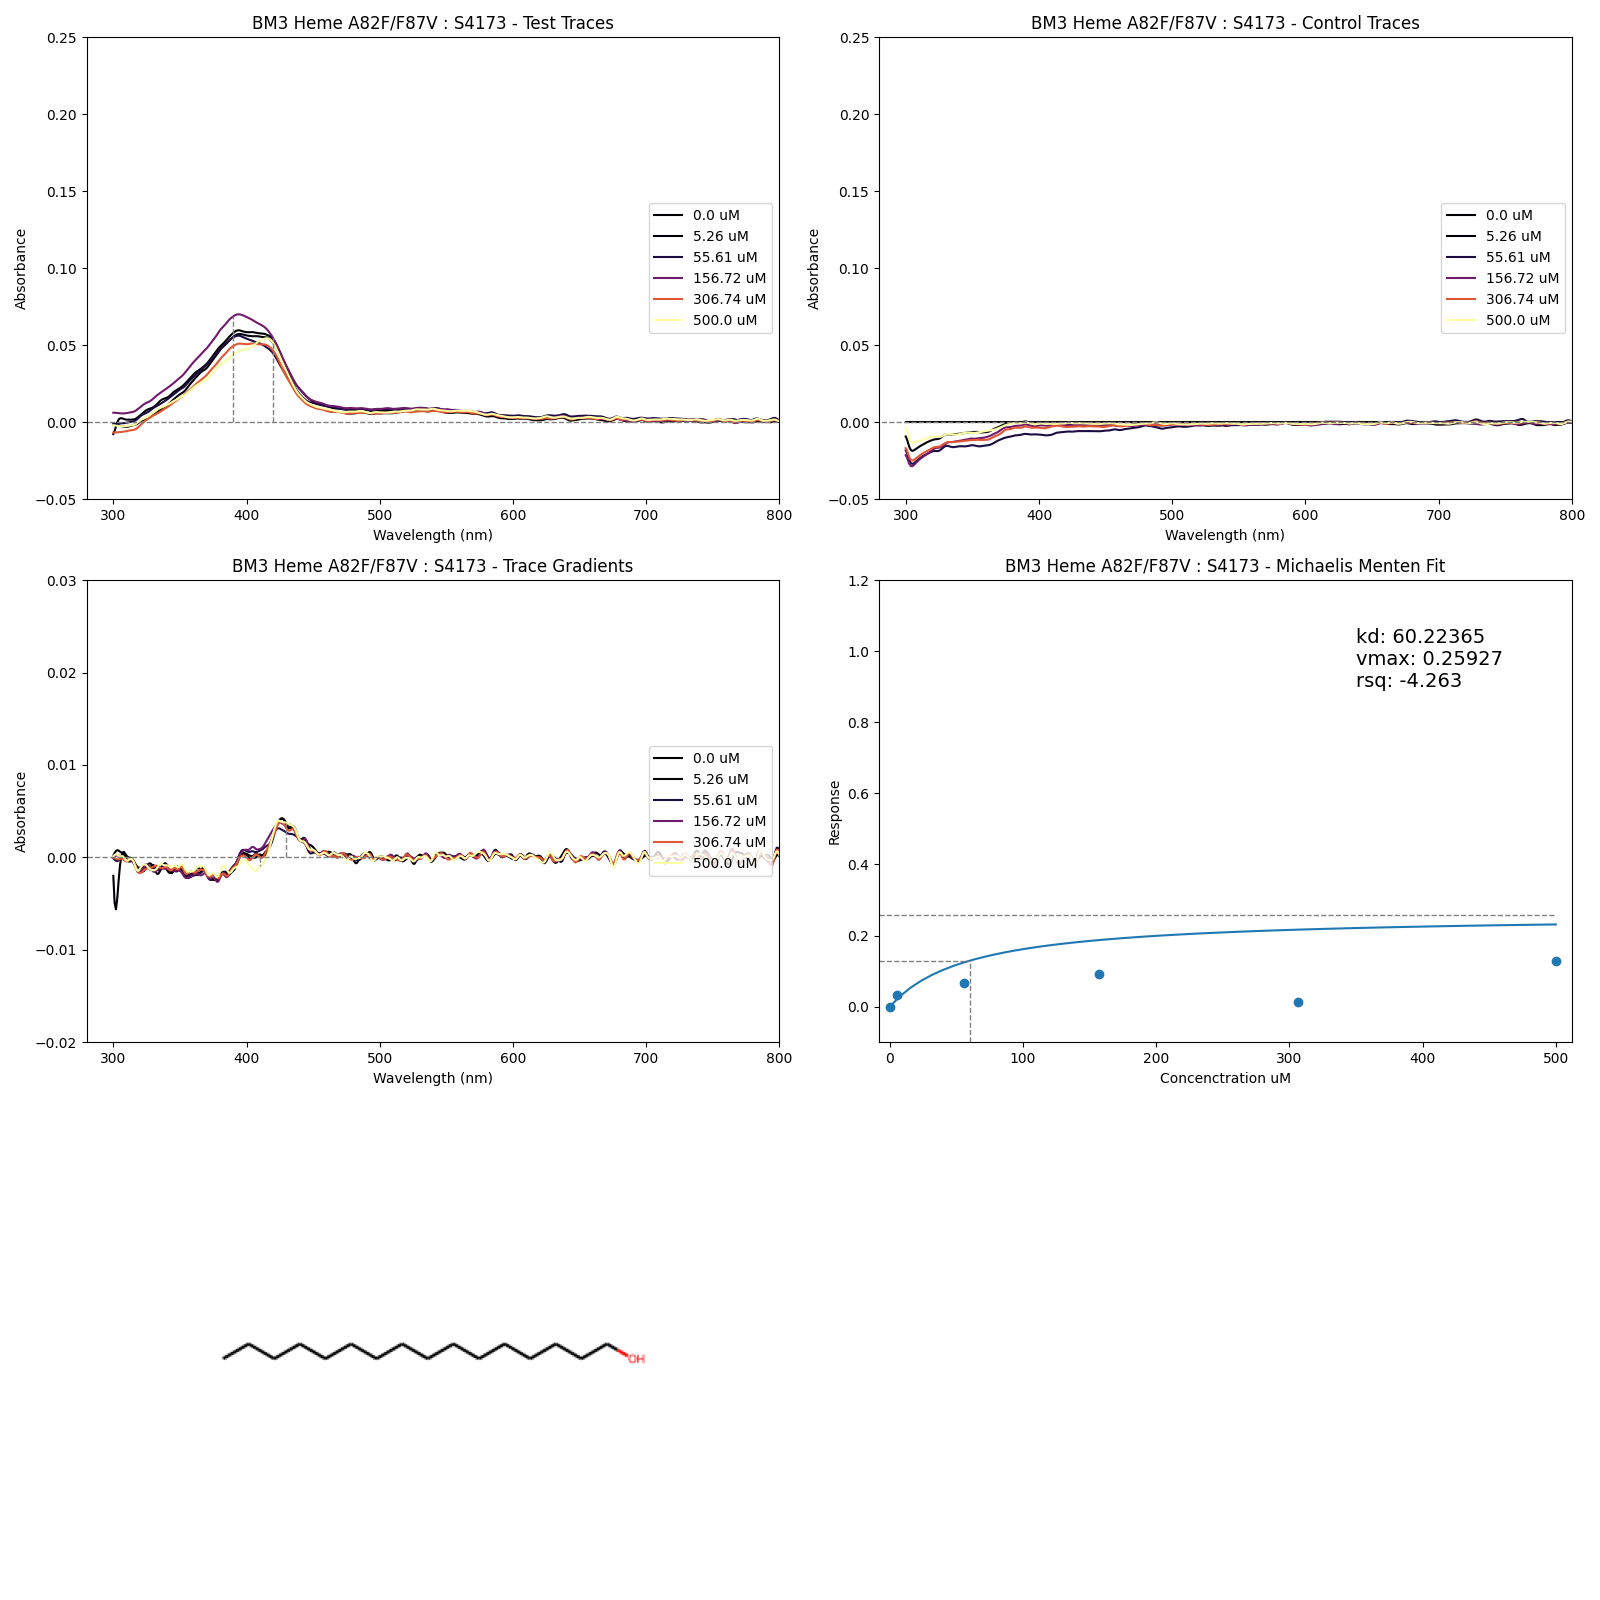 BM3 Heme A82F/F87V : S4173 - Test Traces
0.25
0.20
0.15
0.10
0.05
0.00
−0.05
Absorbance
300 400 500 600 700 800
Wavelength (nm)
0.0 uM
5.26 uM
55.61 uM
156.72 uM
306.74 uM
500.0 uM
BM3 Heme A82F/F87V : S4173 - Control Traces
0.25
0.20
0.15
0.10
0.05
0.00
−0.05
Absorbance
300 400 500 600 700 800
Wavelength (nm)
0.0 uM
5.26 uM
55.61 uM
156.72 uM
306.74 uM
500.0 uM
BM3 Heme A82F/F87V : S4173 - Trace Gradients
0.03
0.02
0.01
0.00
−0.01
−0.02
Absorbance
300 400 500 600 700 800
Wavelength (nm)
0.0 uM
5.26 uM
55.61 uM
156.72 uM
306.74 uM
500.0 uM
BM3 Heme A82F/F87V : S4173 - Michaelis Menten Fit
1.2
1.0
0.8
0.6
0.4
0.2
0.0
Response
kd: 60.22365
vmax: 0.25927
rsq: -4.263
0 100 200 300 400 500
Concenctration uM
OH